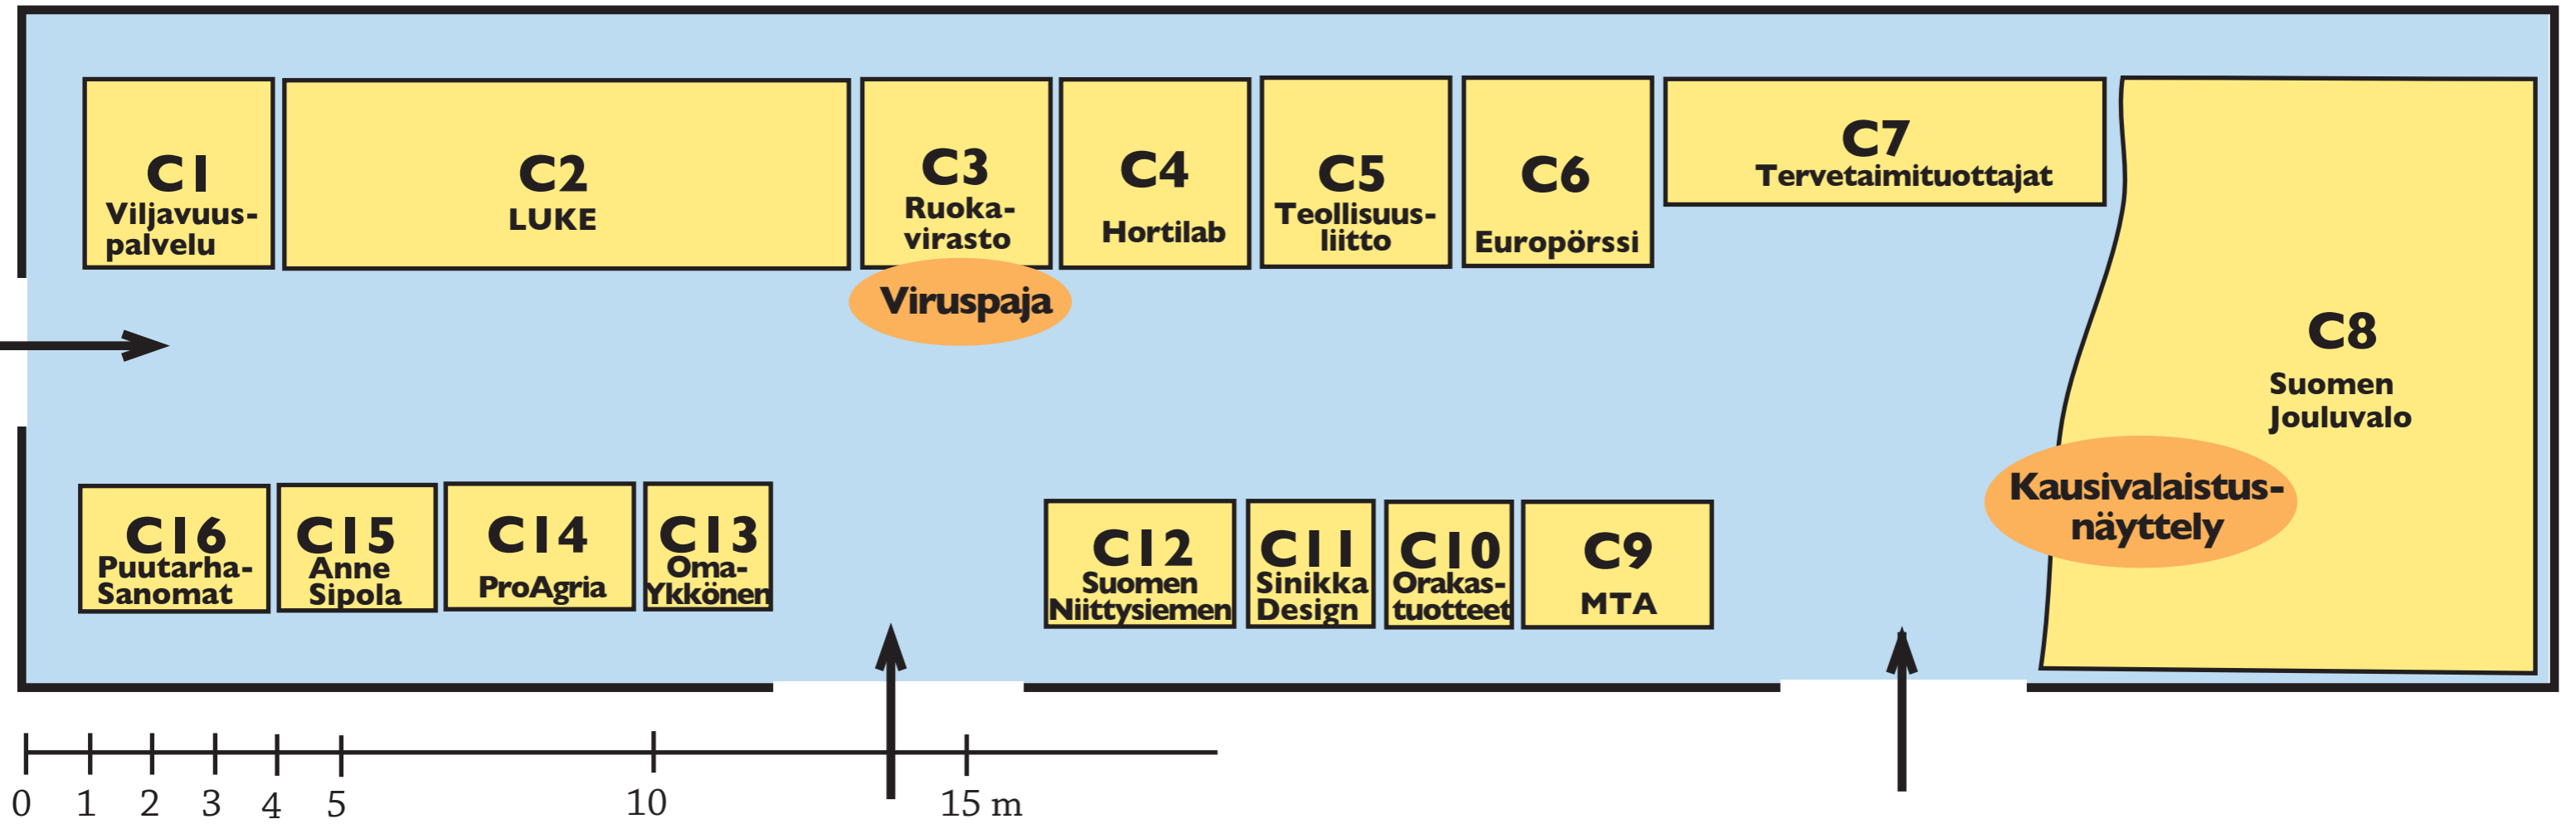 C1
Viljavuus-
palvelu
C2
LUKE
C3
Ruoka-
virasto
Viruspaja
C4
Hortilab
C5
Teollisuus-
liitto
C6
Europörssi
C7
Tervetaimituottajat
C8
Suomen
Jouluvalo
Kausivalaistus-
näyttely
C16
Puutarha-
Sanomat
C15
Anne
Sipola
C14
ProAgria
C13
Oma-
Ykkönen
C12
Suomen
Niittysiemen
C11
Sinikka
Design
C10
Orakas-
tuotteet
C9
MTA
0 1 2 3 4 5 10 15 m